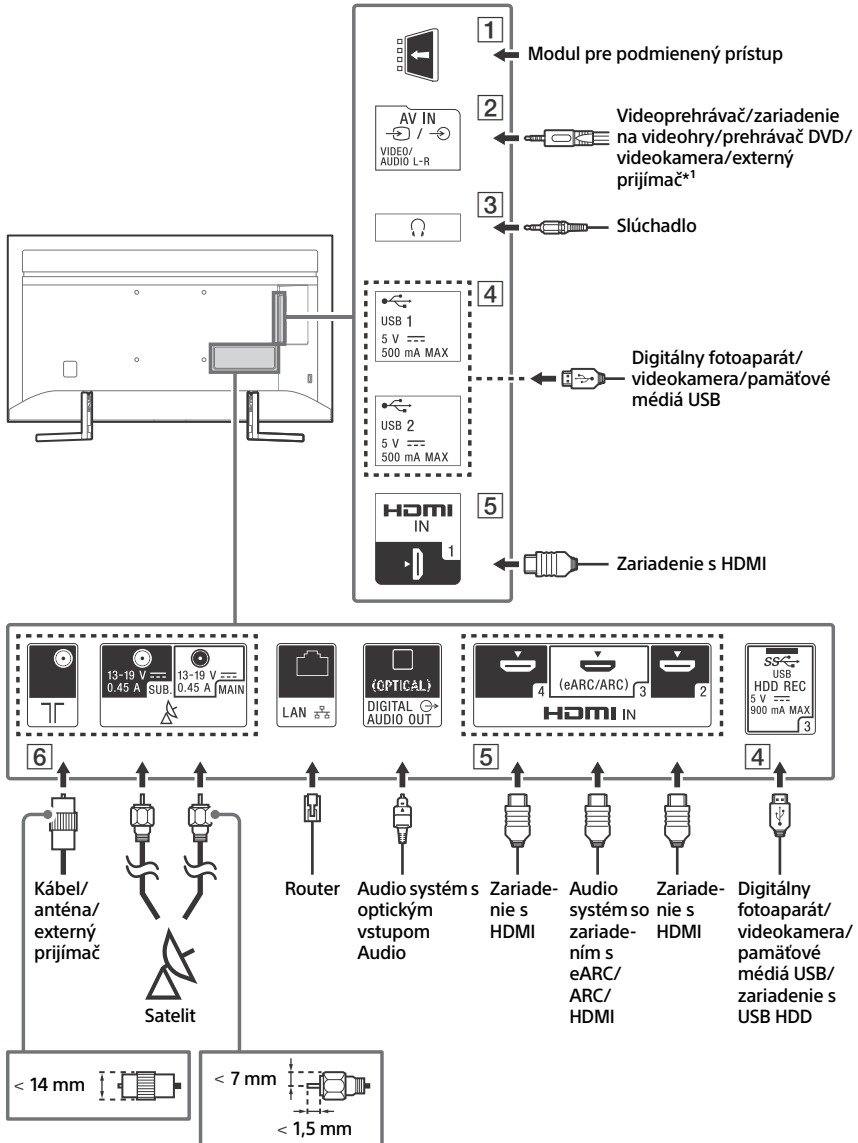 1
Modul pre podmienený prístup
2
AV IN
/
VIDEO/
AUDIO L-R
Videoprehrávač/zariadenie
na videohry/prehrávač DVD/
videokamera/externý
prijímač*1
3
Slúchadlo
4
USB 1
5 V
500 mA MAX
USB 2
5 V
500 mA MAX
Digitálny fotoaparát/
videokamera/pamäťové
médiá USB
5
HDMI
IN
1
Zariadenie s HDMI
13-19 V
0.45 A
SUB.
13-19 V
0.45 A
MAIN
LAN
(OPTICAL)
DIGITAL
AUDIO OUT
4
(eARC/ARC)
3
2
HDMI IN
SS
USB
HDD REC
5 V
900 mA MAX
3
6
5
4
Kábel/
anténa/
externý
prijímač
Satelit
Router
Audio systém s
optickým
vstupom
Audio
Zariade-
nie s
HDMI
Audio
systém so
zariade-
ním s
eARC/
ARC/
HDMI
Zariade-
nie s
HDMI
Digitálny
fotoaparát/
videokamera/
pamäťové
médiá USB/
zariadenie s
USB HDD
< 14 mm
< 7 mm
< 1,5 mm